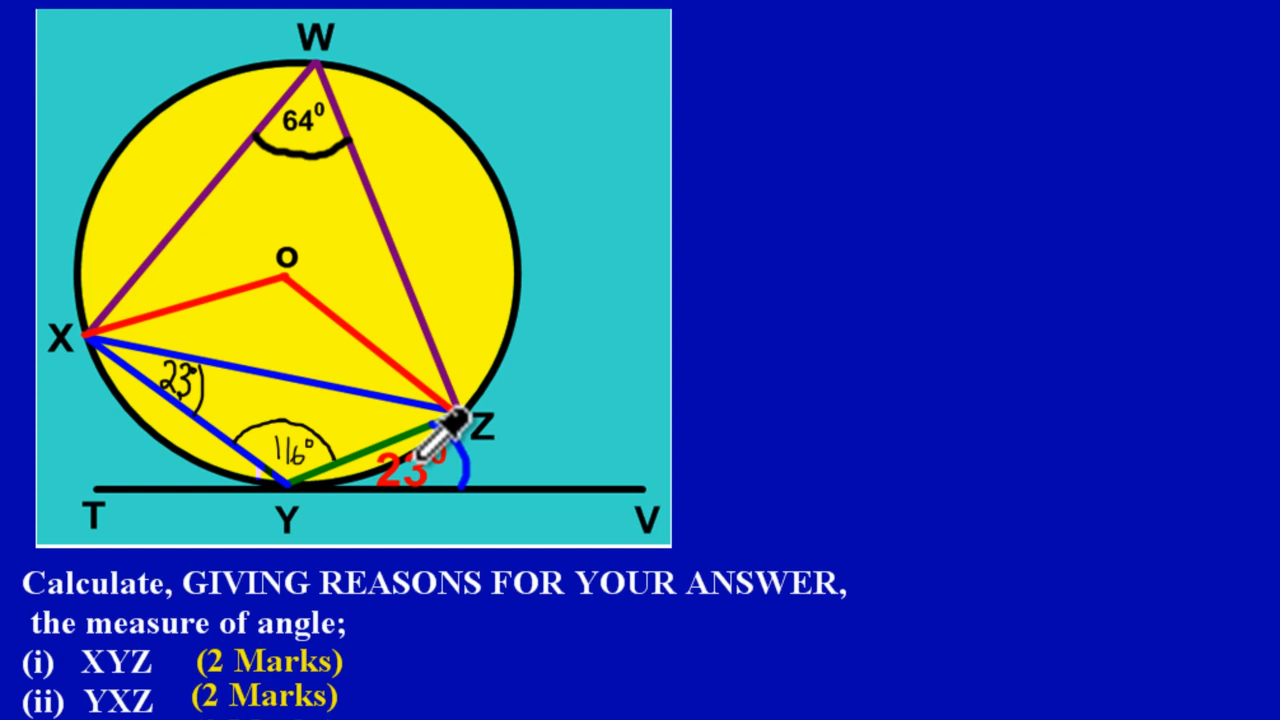 W
64⁰
O
X
23°
Z
116°
23⁰
T
Y
V
Calculate, GIVING REASONS FOR YOUR ANSWER,
the measure of angle;
(i) XYZ (2 Marks)
(ii) YXZ (2 Marks)